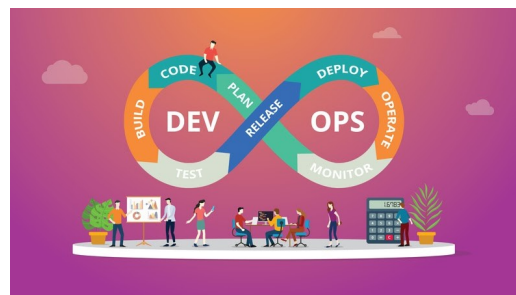 CODE
PLAN
BUILD
DEV
TEST
RELEASE
DEPLOY
OPS
OPERATE
MONITOR